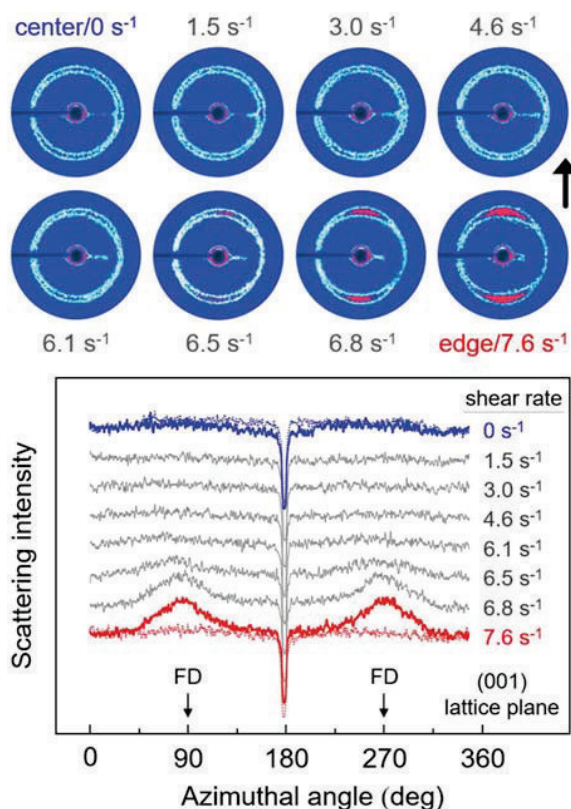 center/0 s⁻¹ 1.5 s⁻¹ 3.0 s⁻¹ 4.6 s⁻¹
6.1 s⁻¹ 6.5 s⁻¹ 6.8 s⁻¹ edge/7.6 s⁻¹
shear rate
0 s⁻¹
1.5 s⁻¹
3.0 s⁻¹
4.6 s⁻¹
6.1 s⁻¹
6.5 s⁻¹
6.8 s⁻¹
7.6 s⁻¹
Scattering intensity
FD FD (001)
lattice plane
0 90 180 270 360
Azimuthal angle (deg)